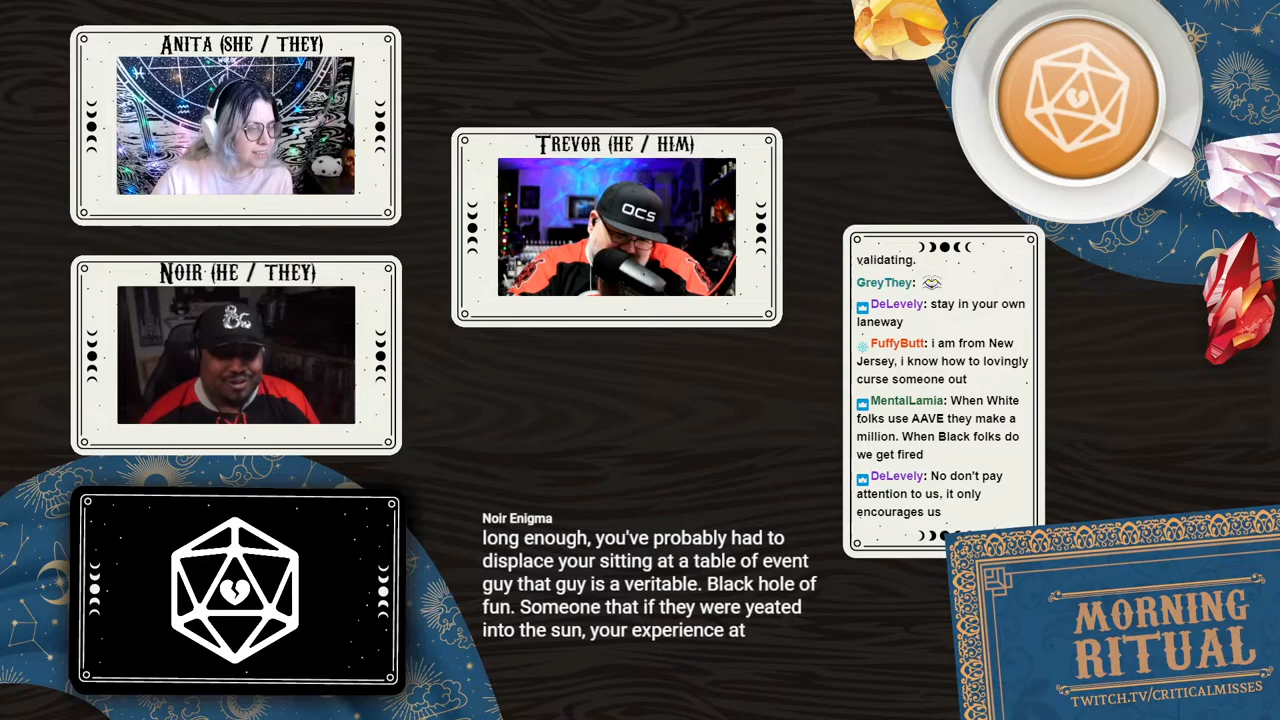 ANITA (SHE / THEY)
TREVOR (HE / HIM)
OCS
NOIR (HE / THEY)
validating.
GreyThey:
DeLevely: stay in your own
laneway
FuffyButt: i am from New
Jersey, i know how to lovingly
curse someone out
MentalLamia: When White
folks use AAVE they make a
million. When Black folks do
we get fired
DeLevely: No don't pay
attention to us, it only
encourages us
Noir Enigma
long enough, you've probably had to
displace your sitting at a table of event
guy that guy is a veritable. Black hole of
fun. Someone that if they were yeated
into the sun, your experience at
MORNING
RITUAL
TWITCH.TV/CRITICALMISSES